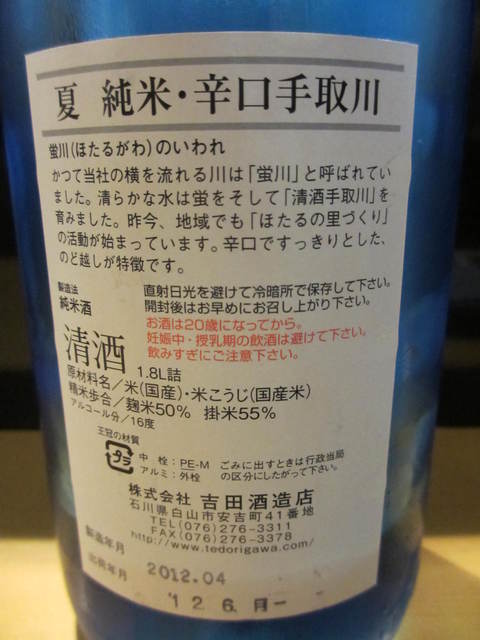 夏 純米・辛口手取川
蛍川(ほたるがわ)のいわれ
かつて当社の横を流れる川は「蛍川」と呼ばれてい
ました。清らかな水は蛍をそして「清酒手取川」を
育みました。昨今、地域でも「ほたるの里づくり」
の活動が始まっています。辛口ですっきりとした、
のど越しが特徴です。
製造法
純米酒
直射日光を避けて冷暗所で保存して下さい。
開封後はお早めにお召し上がり下さい。
お酒は20歳になってから。
妊娠中・授乳期の飲酒は避けて下さい。
飲みすぎにご注意下さい。
清酒 1.8L詰
原材料名/米(国産)・米こうじ(国産米)
精米歩合/麹米50% 掛米55%
アルコール分/16度
王冠の材質
プラ
中 栓:PE-M
アルミ:外栓
ごみに出すときは行政当局
の区分にしたがって下さい。
株式会社 吉田酒造店
石川県白山市安吉町41番地
TEL(076)276-3311
FAX(076)276-3378
http://www.tedorigawa.com/
製造年月 2012.04
出荷年月 '12.6.月